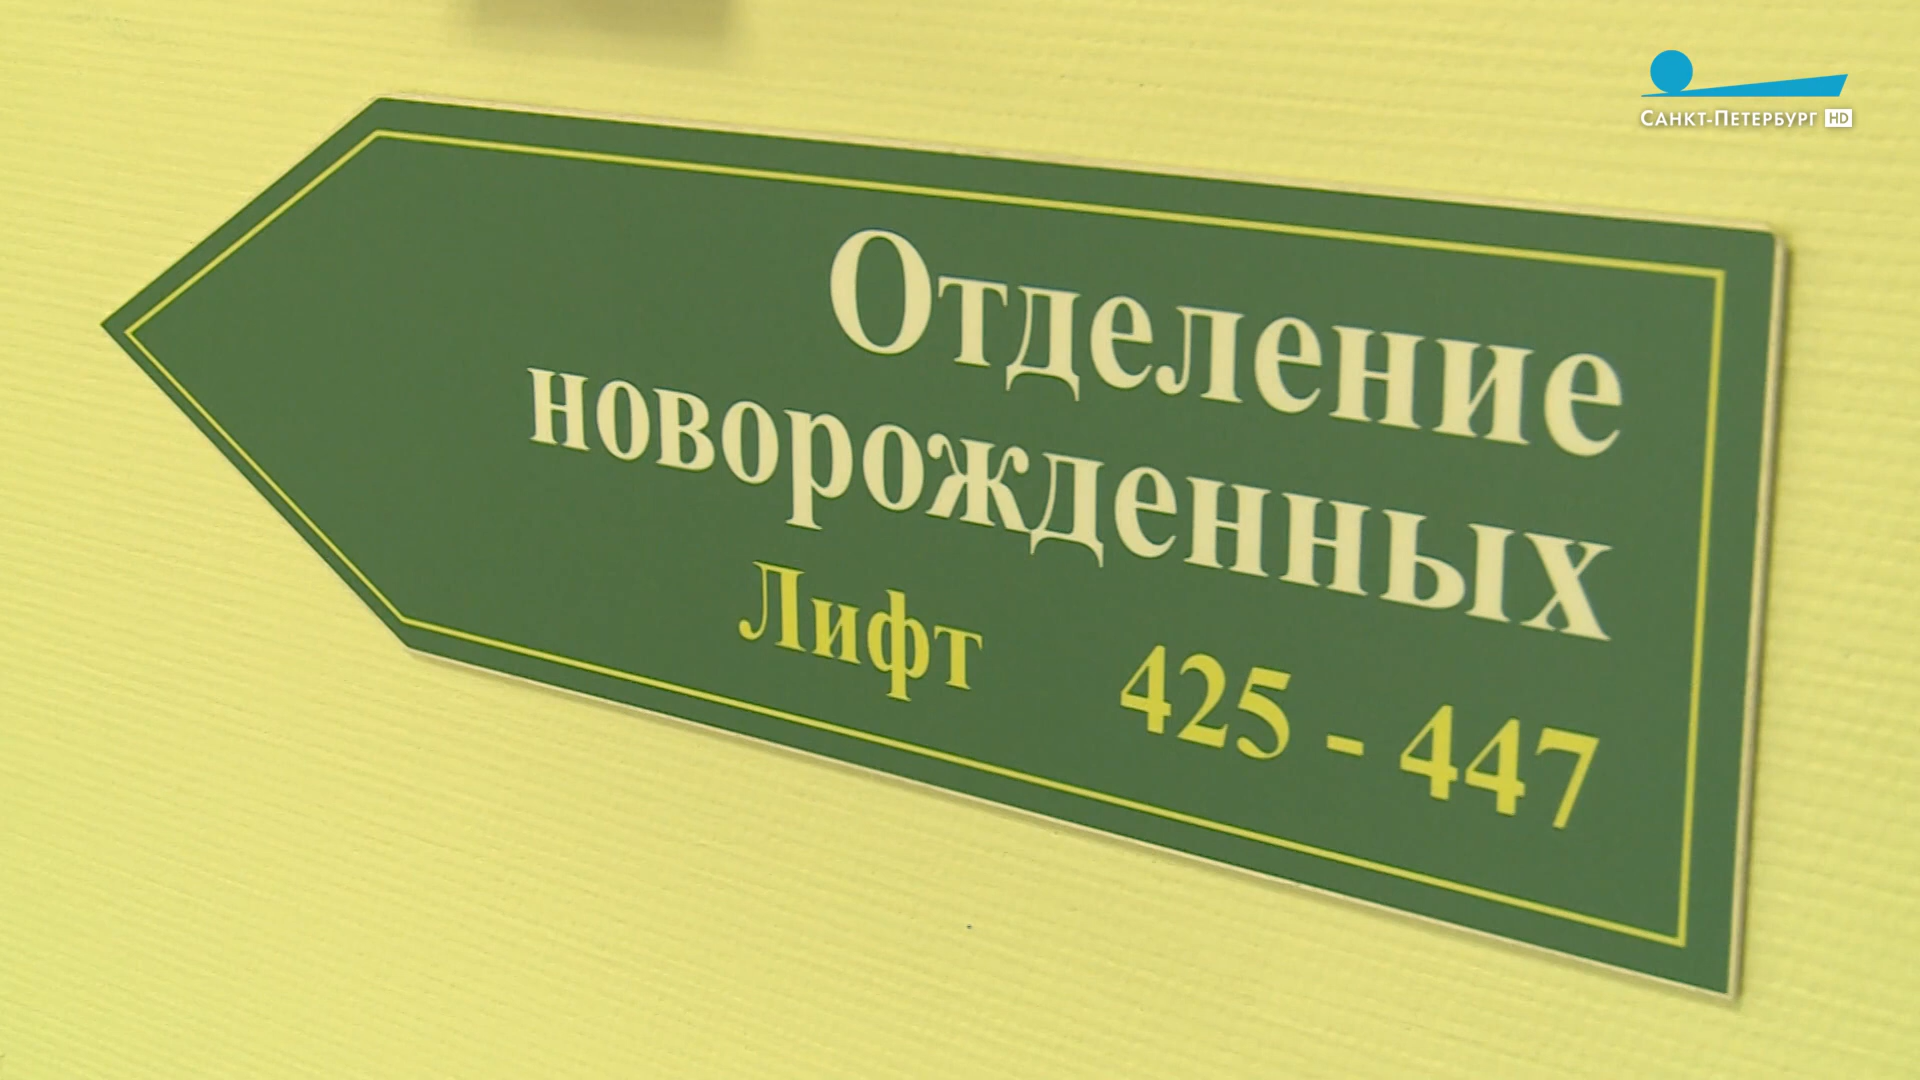 Санкт-Петербург HD
Отделение
новорожденных
Лифт 425 - 447